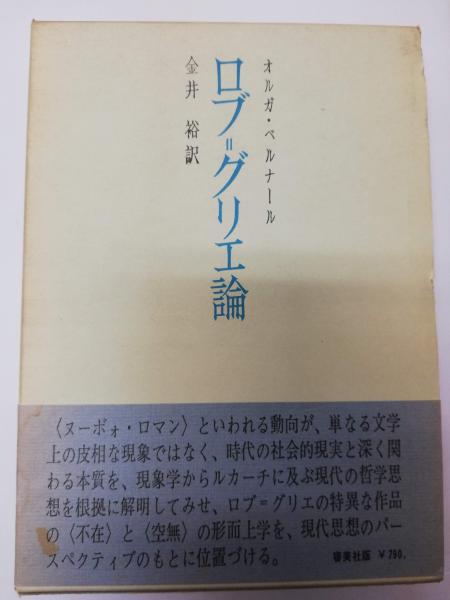 オルガ・ベルナール
ロブ=グリエ論
金井 裕訳
〈ヌーボォ・ロマン〉といわれる動向が、単なる文学
上の皮相な現象ではなく、時代の社会的現実と深く関
わる本質を、現象学からルカーチに及ぶ現代の哲学思
想を根拠に解明してみせ、ロブ=グリエの特異な作品
の〈不在〉と〈空無〉の形而上学を、現代思想のパー
スペクティブのもとに位置づける。
審美社版 ¥790.